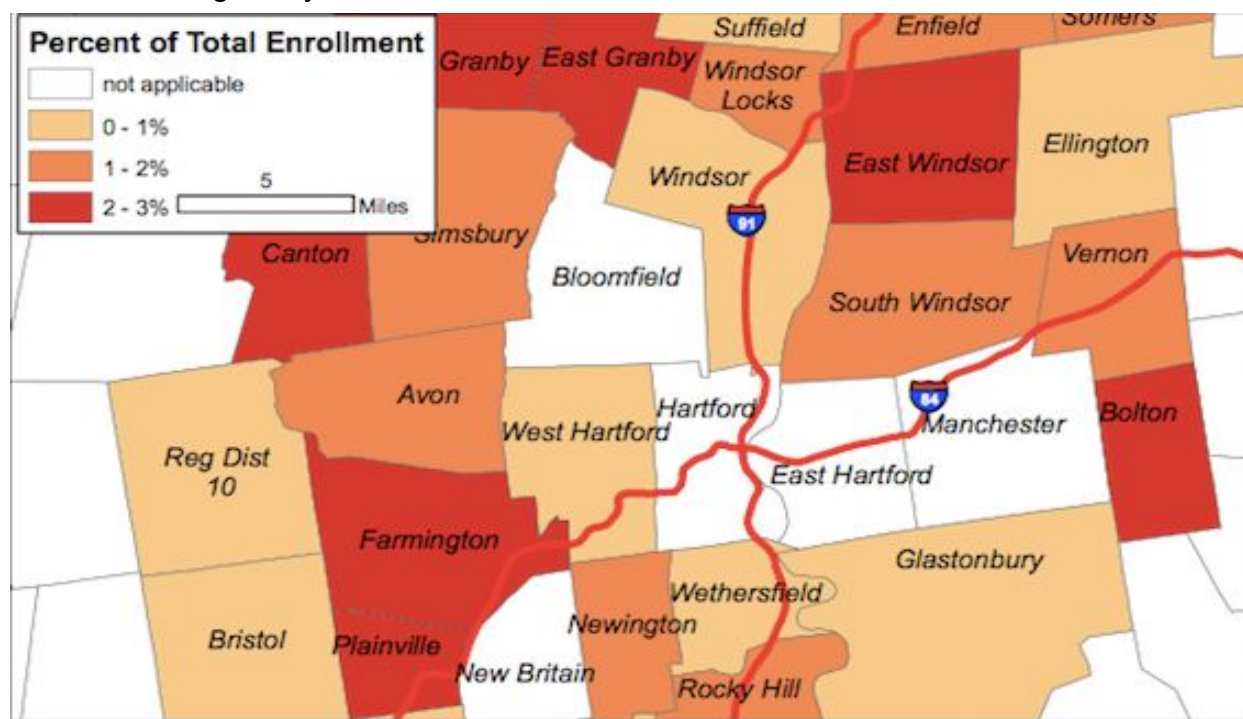 Percent of Total Enrollment
not applicable
0 - 1%
1 - 2%
2 - 3%
5
Miles
Suffield
Enfield
Somers
Granby
East Granby
Windsor
Locks
East Windsor
Ellington
Windsor
91
Canton
Simsbury
Bloomfield
South Windsor
Vernon
Avon
West Hartford
Hartford
84
Manchester
Bolton
Reg Dist
10
East Hartford
Farmington
Glastonbury
Wethersfield
Newington
Bristol
Plainville
New Britain
Rocky Hill